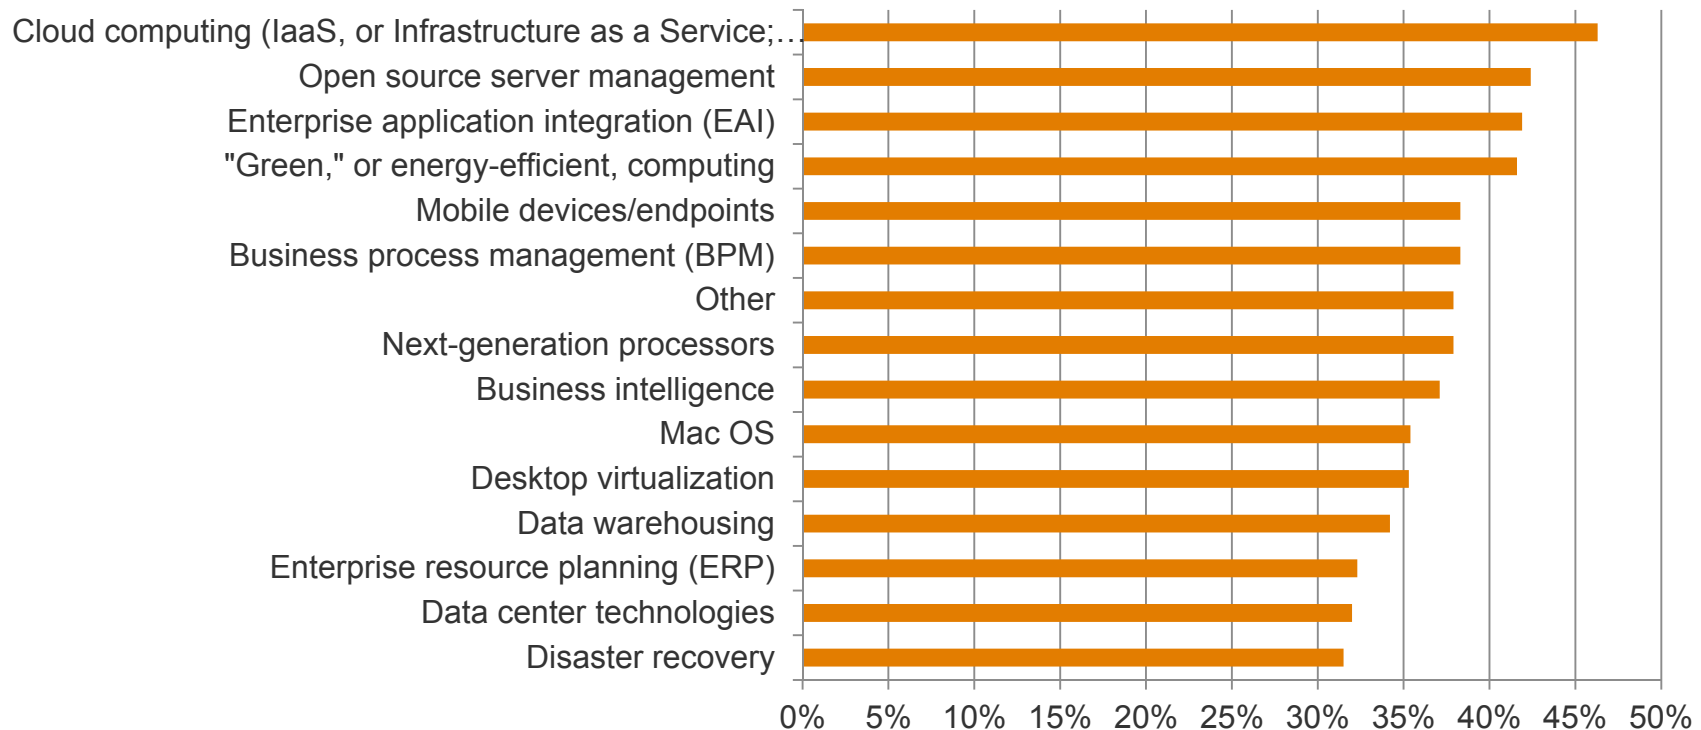 Cloud computing (IaaS, or Infrastructure as a Service;…
Open source server management
Enterprise application integration (EAI)
"Green," or energy-efficient, computing
Mobile devices/endpoints
Business process management (BPM)
Other
Next-generation processors
Business intelligence
Mac OS
Desktop virtualization
Data warehousing
Enterprise resource planning (ERP)
Data center technologies
Disaster recovery
0% 5% 10% 15% 20% 25% 30% 35% 40% 45% 50%